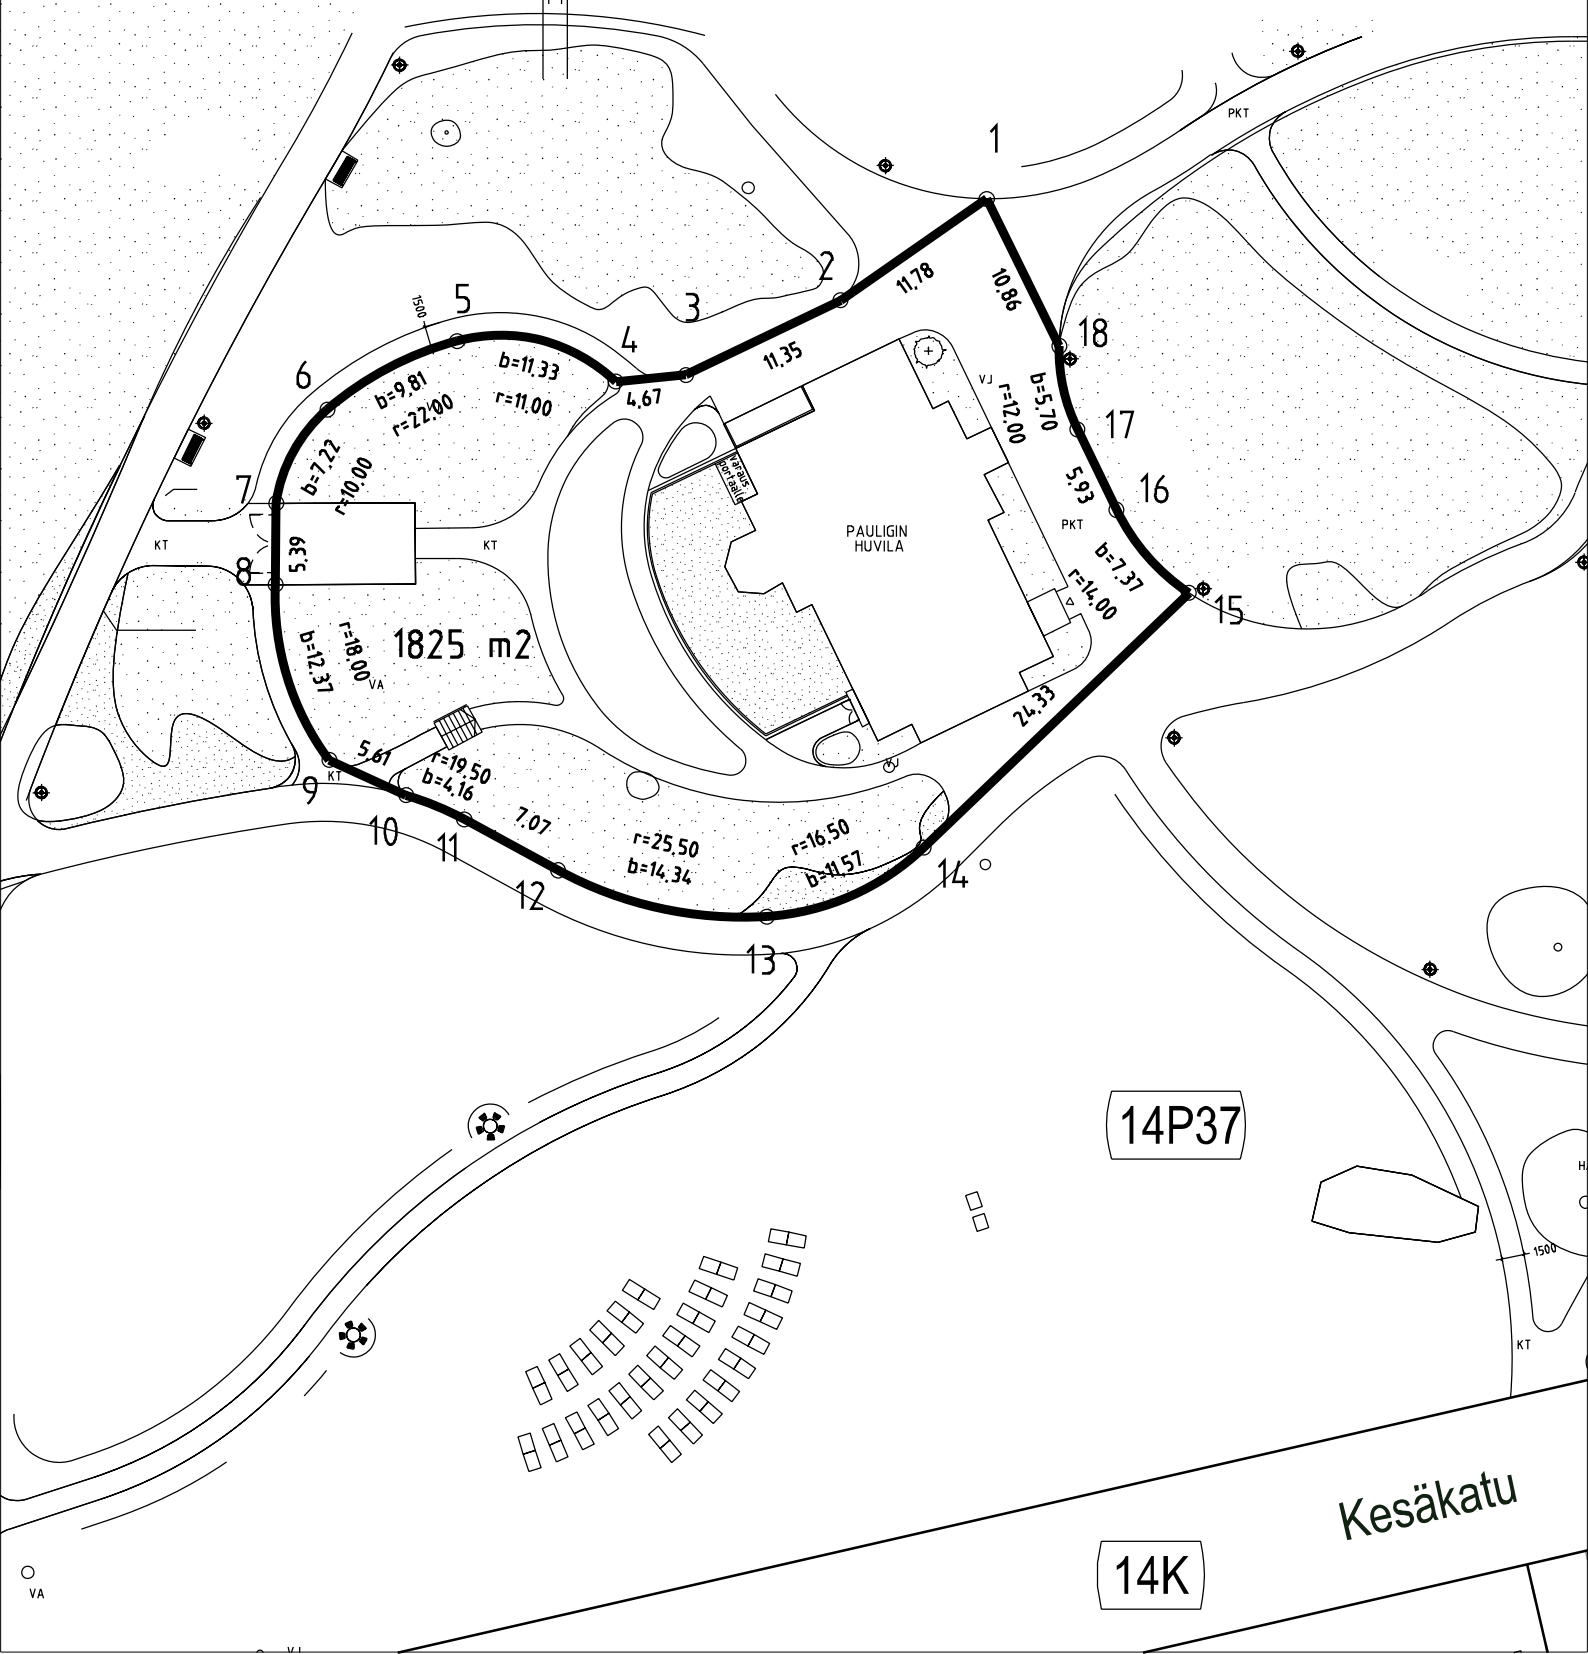 PKT
1
2
11,78
10,86
1500
5
3
4
6
18
11,35
b=11,33
b=9,81
r=22,00
r=11,00
4,67
VJ
r=12,00
b=5,70
17
b=7,22
r=10,00
varaus
portaalle
5,93
16
7
PAULIGIN
HUVILA
PKT
KT
5,39
KT
8
b=7,37
r=14,00
15
b=12,37
r=18,00
1825 m2
VA
24,33
5,61
KT
r=19,50
b=4,16
9
10
11
7,07
r=25,50
b=14,34
r=16,50
b=11,57
12
14
13
14P37
1500
KT
Kesäkatu
14K
VA
VJ